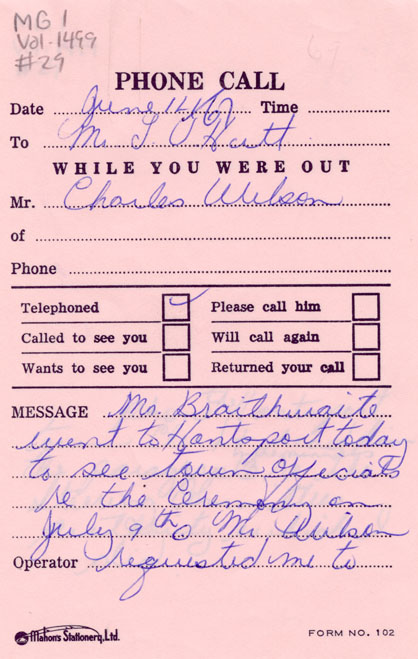 MG 1
Vol-1499
#29
PHONE CALL
Date June 12/67 Time
To Mr. L
WHILE YOU WERE OUT
Mr. Charles Wilson
of
Phone
Telephoned ✓ Please call him
Called to see you Will call again
Wants to see you Returned your call
MESSAGE Mr. Braithwaite
went to Hantsport today
to see town officials
re the Ceremony on
July 9th. Mr. Wilson
Operator requested me to
Mahon's Stationery, Ltd. FORM NO. 102